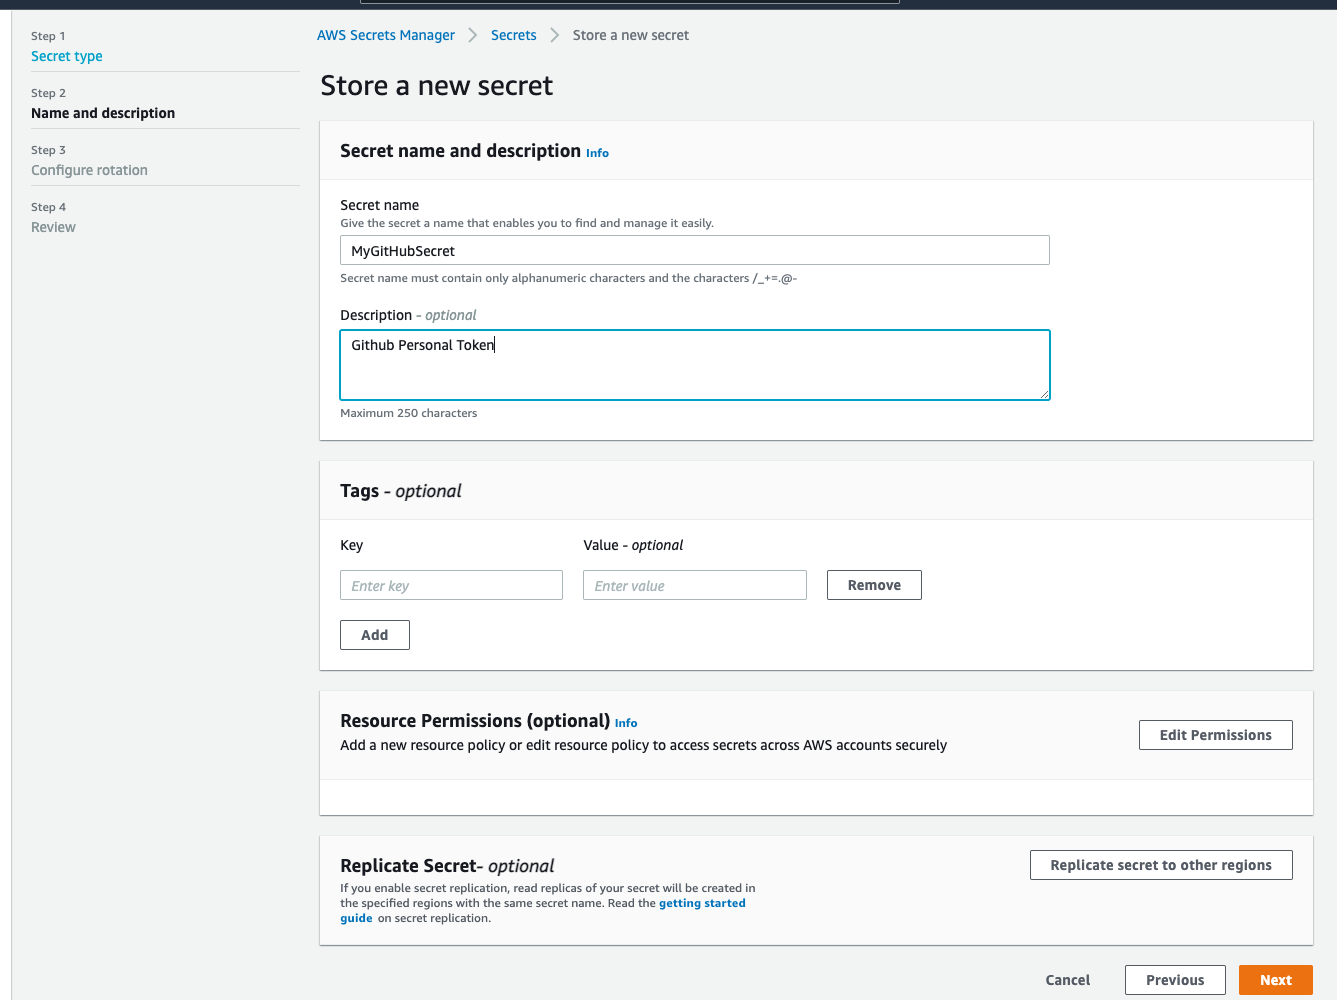 Step 1
Secret type
Step 2
Name and description
Step 3
Configure rotation
Step 4
Review
AWS Secrets Manager > Secrets > Store a new secret
Store a new secret
Secret name and description Info
Secret name
Give the secret a name that enables you to find and manage it easily.
MyGitHubSecret
Secret name must contain only alphanumeric characters and the characters /_+=.@-
Description - optional
Github Personal Token
Maximum 250 characters
Tags - optional
Key Value - optional
Enter key Enter value Remove
Add
Resource Permissions (optional) Info
Add a new resource policy or edit resource policy to access secrets across AWS accounts securely
Edit Permissions
Replicate Secret- optional
If you enable secret replication, read replicas of your secret will be created in
the specified regions with the same secret name. Read the getting started
guide on secret replication.
Replicate secret to other regions
Cancel Previous Next